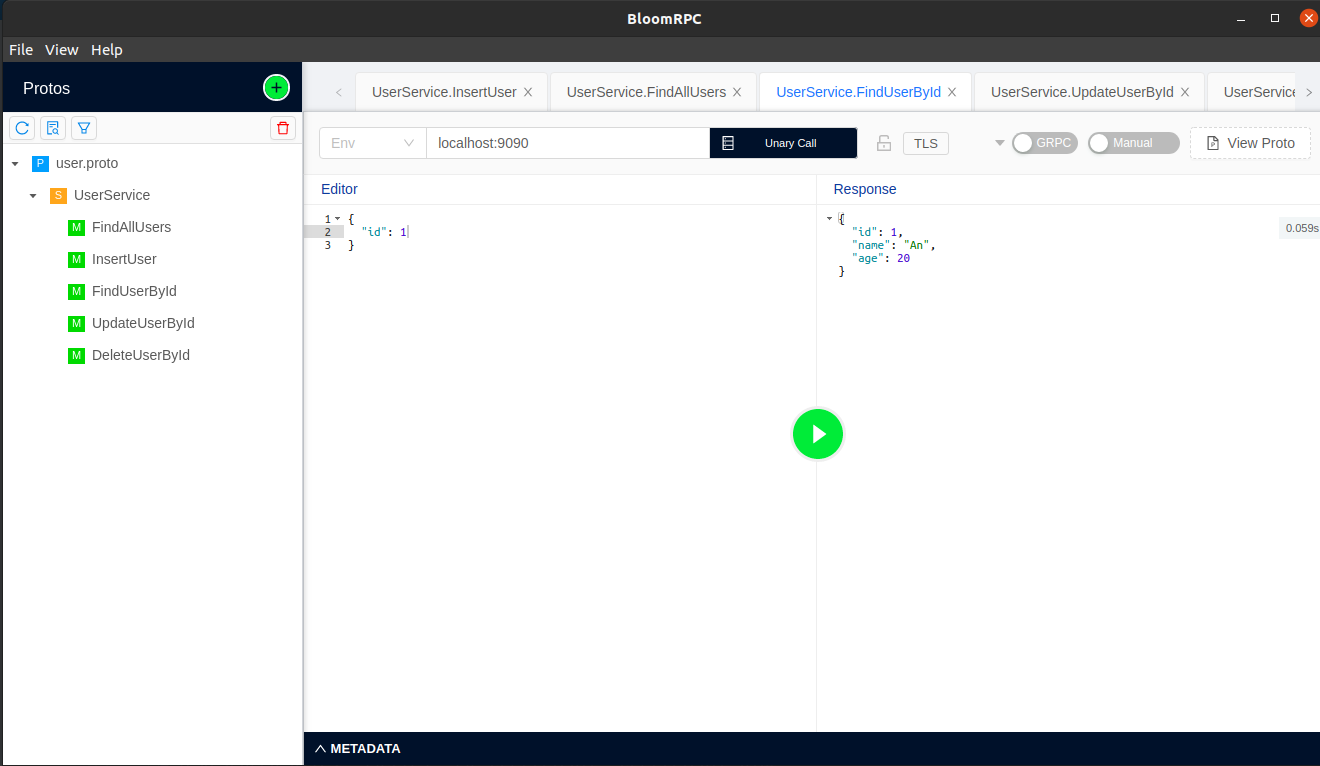 BloomRPC
File View Help
Protos
UserService.InsertUser
UserService.FindAllUsers
UserService.FindUserById
UserService.UpdateUserById
UserService
Env
localhost:9090
Unary Call
TLS
GRPC
Manual
View Proto
P user.proto
S UserService
M FindAllUsers
M InsertUser
M FindUserById
M UpdateUserById
M DeleteUserById
Editor
1 {
2 "id": 1
3 }
Response
{
"id": 1,
"name": "An",
"age": 20
}
0.059s
METADATA